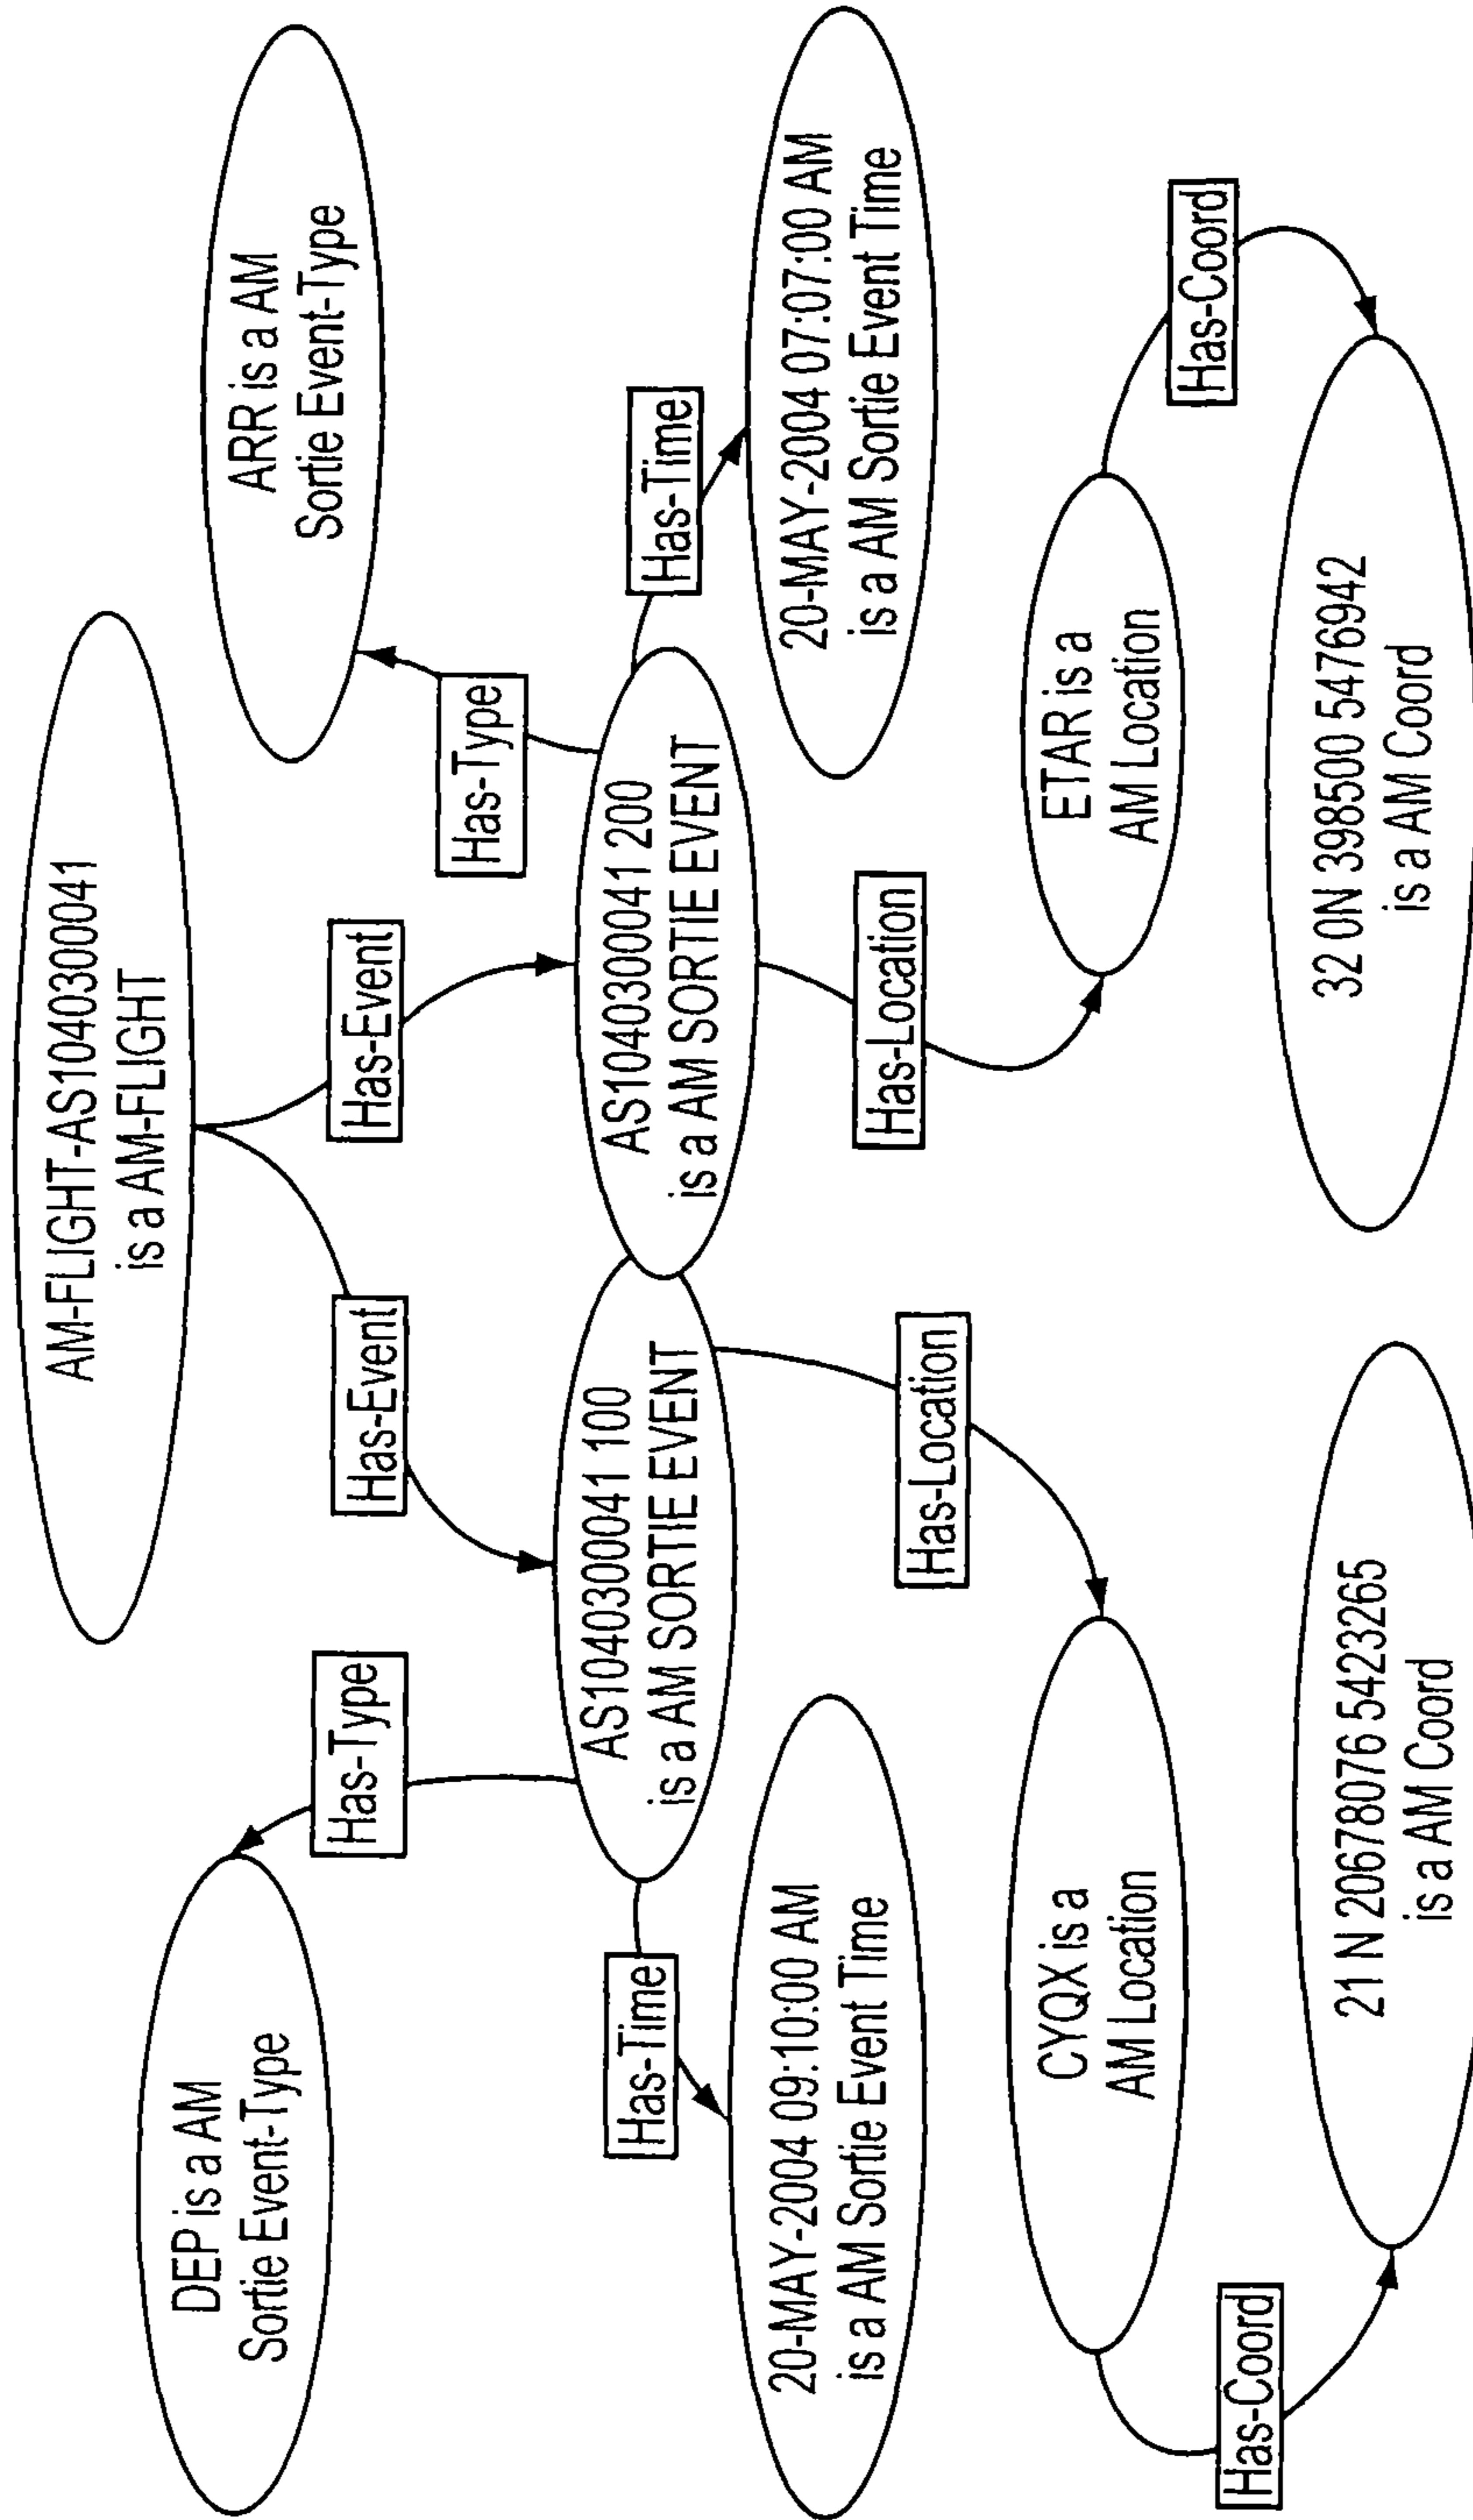 AM-FLIGHT-AS1040300041
is a AM-FLIGHT
DEP is a AM
Sortie Event-Type
Has-Type
Has-Event
Has-Event
Has-Type
ARR is a AM
Sortie Event-Type
Has-Time
AS1040300041 100
is a AM SORTIE EVENT
AS1040300041 200
is a AM SORTIE EVENT
Has-Time
20-MAY-2004 09:10:00 AM
is a AM Sortie Event Time
Has-Location
Has-Location
20-MAY-2004 07:07:00 AM
is a AM Sortie Event Time
CYQX is a
AM Location
ETAR is a
AM Location
Has-Coord
21 N 20678076 5423265
is a AM Coord
32 0N 398500 5476942
is a AM Coord
Has-Coord